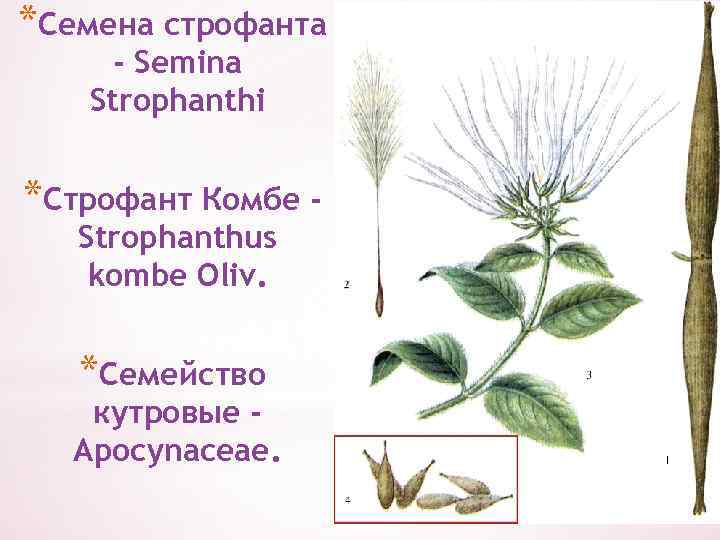 *Семена строфанта
- Semina
Strophanthi
*Строфант Комбе -
Strophanthus
kombe Oliv.
*Семейство
кутровые -
Apocynaceae.
2
3
1
4